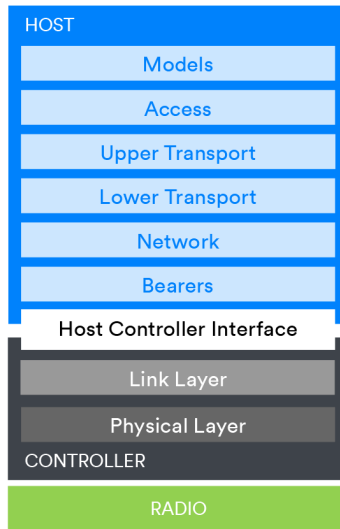 HOST
Models
Access
Upper Transport
Lower Transport
Network
Bearers
Host Controller Interface
Link Layer
Physical Layer
CONTROLLER
RADIO